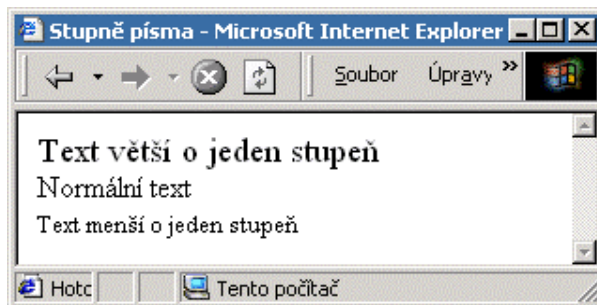 Stupně písma - Microsoft Internet Explorer
Soubor Úpravy »
Text větší o jeden stupeň
Normální text
Text menší o jeden stupeň
Hotc Tento počítač